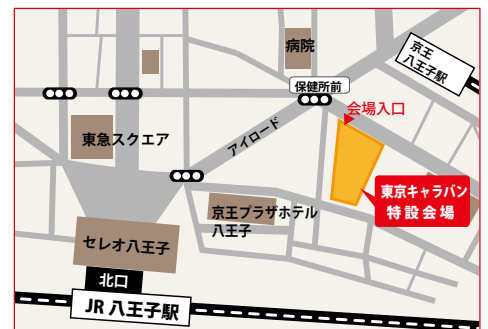 病院
京王
八王子駅
保健所前
会場入口
東急スクエア
アイロード
東京キャラバン
特設会場
京王プラザホテル
八王子
セレオ八王子
北口
JR 八王子駅